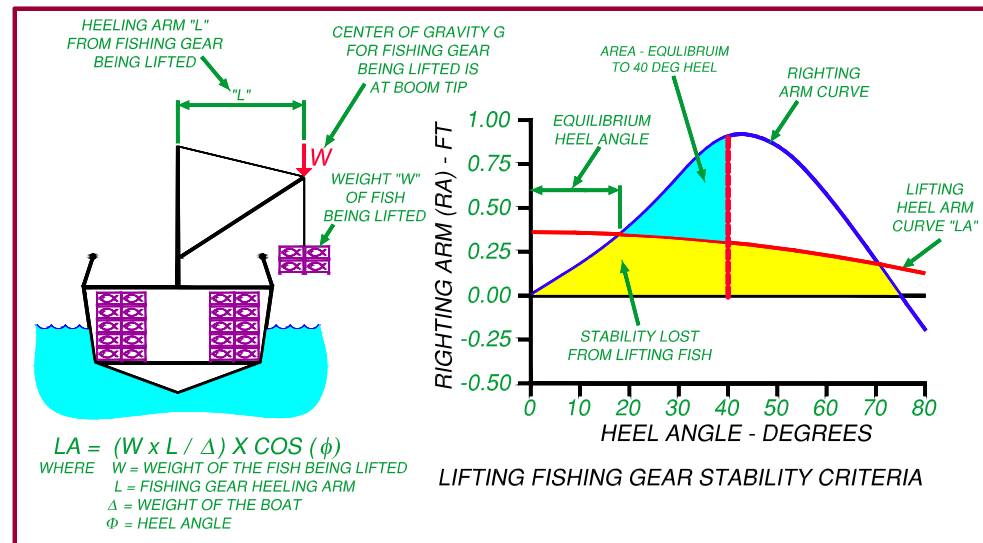 HEELING ARM "L"
FROM FISHING GEAR
BEING LIFTED
CENTER OF GRAVITY G
FOR FISHING GEAR
BEING LIFTED IS
AT BOOM TIP
"L"
W
WEIGHT "W"
OF FISH
BEING LIFTED
LA = (W x L / Δ) X COS (ϕ)
WHERE W = WEIGHT OF THE FISH BEING LIFTED
L = FISHING GEAR HEELING ARM
Δ = WEIGHT OF THE BOAT
Φ = HEEL ANGLE
AREA - EQULIBRUIM
TO 40 DEG HEEL
RIGHTING
ARM CURVE
EQUILIBRIUM
HEEL ANGLE
LIFTING
HEEL ARM
CURVE "LA"
STABILITY LOST
FROM LIFTING FISH
RIGHTING ARM (RA) - FT
1.00
0.75
0.50
0.25
0.00
-0.25
-0.50
0 10 20 30 40 50 60 70 80
HEEL ANGLE - DEGREES
LIFTING FISHING GEAR STABILITY CRITERIA